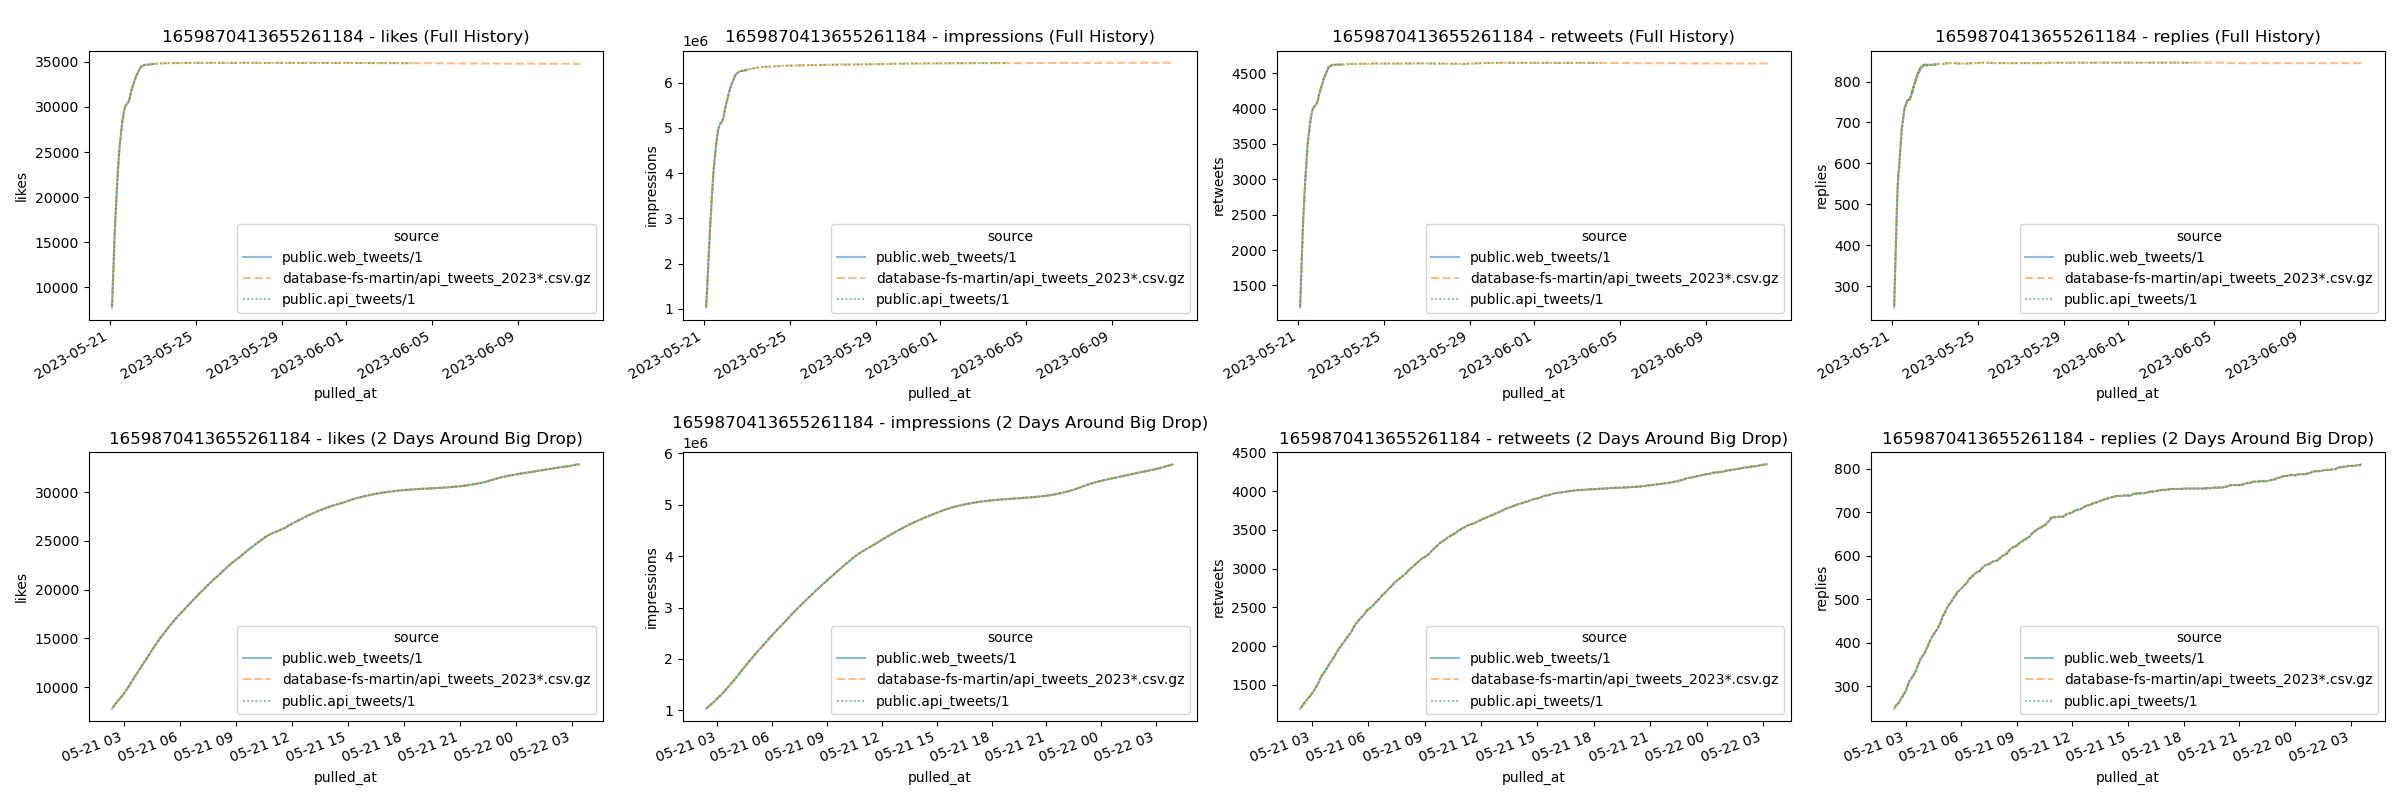 1659870413655261184 - likes (Full History)
likes
35000
30000
25000
20000
15000
10000
source
public.web_tweets/1
database-fs-martin/api_tweets_2023*.csv.gz
public.api_tweets/1
2023-05-21
2023-05-25
2023-05-29
2023-06-01
2023-06-05
2023-06-09
pulled_at
1659870413655261184 - impressions (Full History)
1e6
impressions
6
5
4
3
2
1
source
public.web_tweets/1
database-fs-martin/api_tweets_2023*.csv.gz
public.api_tweets/1
2023-05-21
2023-05-25
2023-05-29
2023-06-01
2023-06-05
2023-06-09
pulled_at
1659870413655261184 - retweets (Full History)
retweets
4500
4000
3500
3000
2500
2000
1500
source
public.web_tweets/1
database-fs-martin/api_tweets_2023*.csv.gz
public.api_tweets/1
2023-05-21
2023-05-25
2023-05-29
2023-06-01
2023-06-05
2023-06-09
pulled_at
1659870413655261184 - replies (Full History)
replies
800
700
600
500
400
300
source
public.web_tweets/1
database-fs-martin/api_tweets_2023*.csv.gz
public.api_tweets/1
2023-05-21
2023-05-25
2023-05-29
2023-06-01
2023-06-05
2023-06-09
pulled_at
1659870413655261184 - likes (2 Days Around Big Drop)
likes
30000
25000
20000
15000
10000
source
public.web_tweets/1
database-fs-martin/api_tweets_2023*.csv.gz
public.api_tweets/1
05-21 03
05-21 06
05-21 09
05-21 12
05-21 15
05-21 18
05-21 21
05-22 00
05-22 03
pulled_at
1659870413655261184 - impressions (2 Days Around Big Drop)
1e6
impressions
6
5
4
3
2
1
source
public.web_tweets/1
database-fs-martin/api_tweets_2023*.csv.gz
public.api_tweets/1
05-21 03
05-21 06
05-21 09
05-21 12
05-21 15
05-21 18
05-21 21
05-22 00
05-22 03
pulled_at
1659870413655261184 - retweets (2 Days Around Big Drop)
retweets
4500
4000
3500
3000
2500
2000
1500
source
public.web_tweets/1
database-fs-martin/api_tweets_2023*.csv.gz
public.api_tweets/1
05-21 03
05-21 06
05-21 09
05-21 12
05-21 15
05-21 18
05-21 21
05-22 00
05-22 03
pulled_at
1659870413655261184 - replies (2 Days Around Big Drop)
replies
800
700
600
500
400
300
source
public.web_tweets/1
database-fs-martin/api_tweets_2023*.csv.gz
public.api_tweets/1
05-21 03
05-21 06
05-21 09
05-21 12
05-21 15
05-21 18
05-21 21
05-22 00
05-22 03
pulled_at